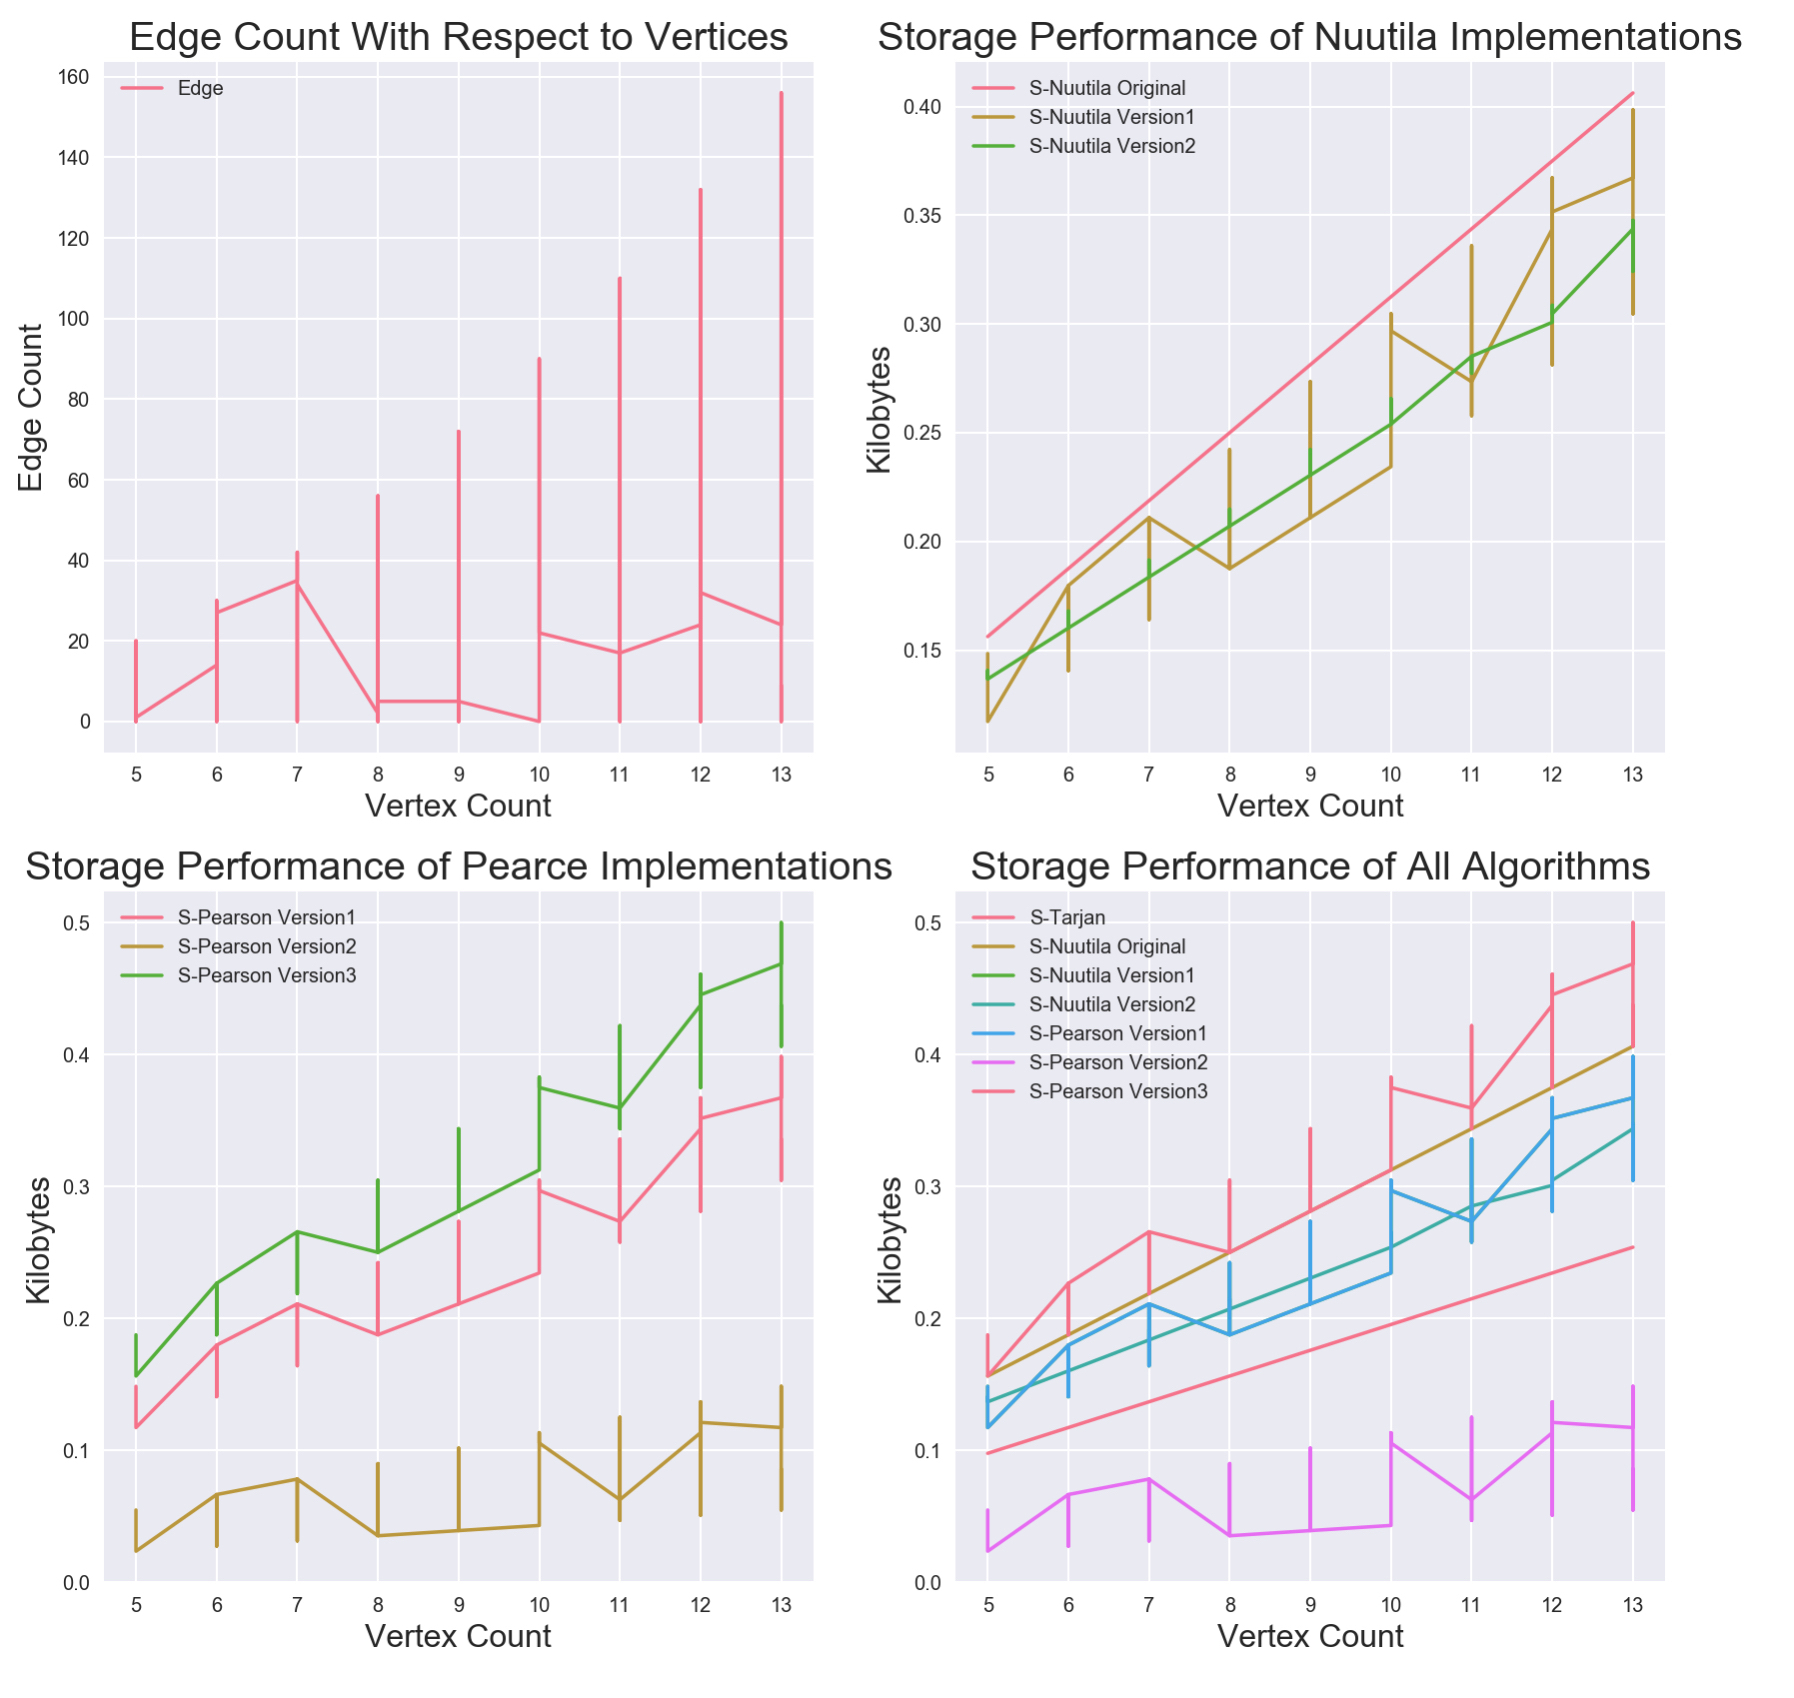 Edge Count With Respect to Vertices
Edge
160
140
120
100
80
60
40
20
0
Edge Count
5 6 7 8 9 10 11 12 13
Vertex Count
Storage Performance of Nuutila Implementations
S-Nuutila Original
S-Nuutila Version1
S-Nuutila Version2
0.40
0.35
0.30
0.25
0.20
0.15
Kilobytes
5 6 7 8 9 10 11 12 13
Vertex Count
Storage Performance of Pearce Implementations
S-Pearson Version1
S-Pearson Version2
S-Pearson Version3
0.5
0.4
0.3
0.2
0.1
0.0
Kilobytes
5 6 7 8 9 10 11 12 13
Vertex Count
Storage Performance of All Algorithms
S-Tarjan
S-Nuutila Original
S-Nuutila Version1
S-Nuutila Version2
S-Pearson Version1
S-Pearson Version2
S-Pearson Version3
0.5
0.4
0.3
0.2
0.1
0.0
Kilobytes
5 6 7 8 9 10 11 12 13
Vertex Count